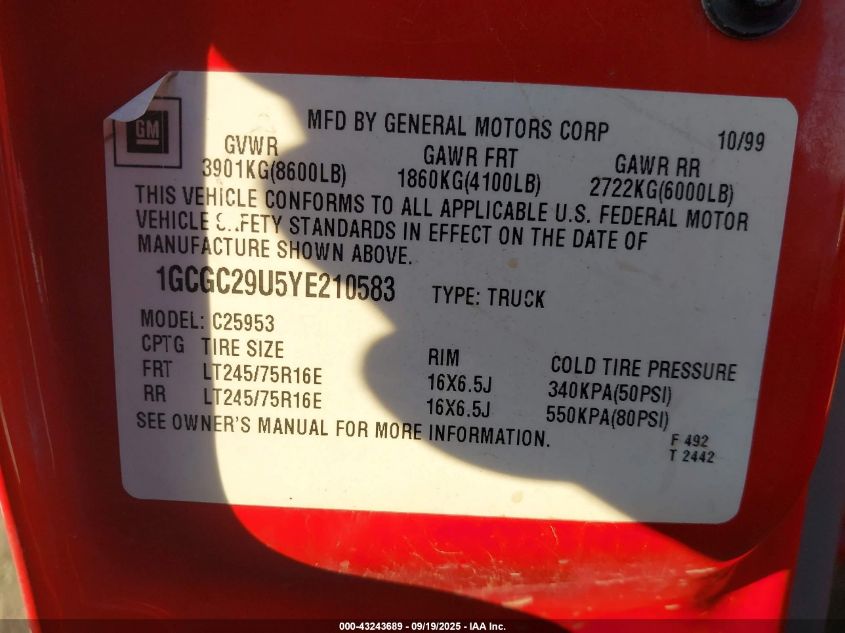 GM
MFD BY GENERAL MOTORS CORP 10/99
GVWR GAWR FRT GAWR RR
3901KG(8600LB) 1860KG(4100LB) 2722KG(6000LB)
THIS VEHICLE CONFORMS TO ALL APPLICABLE U.S. FEDERAL MOTOR
VEHICLE S..FETY STANDARDS IN EFFECT ON THE DATE OF
MANUFACTURE SHOWN ABOVE.
1GCGC29U5YE210583 TYPE: TRUCK
MODEL: C25953
CPTG TIRE SIZE RIM COLD TIRE PRESSURE
FRT LT245/75R16E 16X6.5J 340KPA(50PSI)
RR LT245/75R16E 16X6.5J 550KPA(80PSI)
SEE OWNER'S MANUAL FOR MORE INFORMATION.
F 492
T 2442
000-43243689 - 09/19/2025 - IAA Inc.